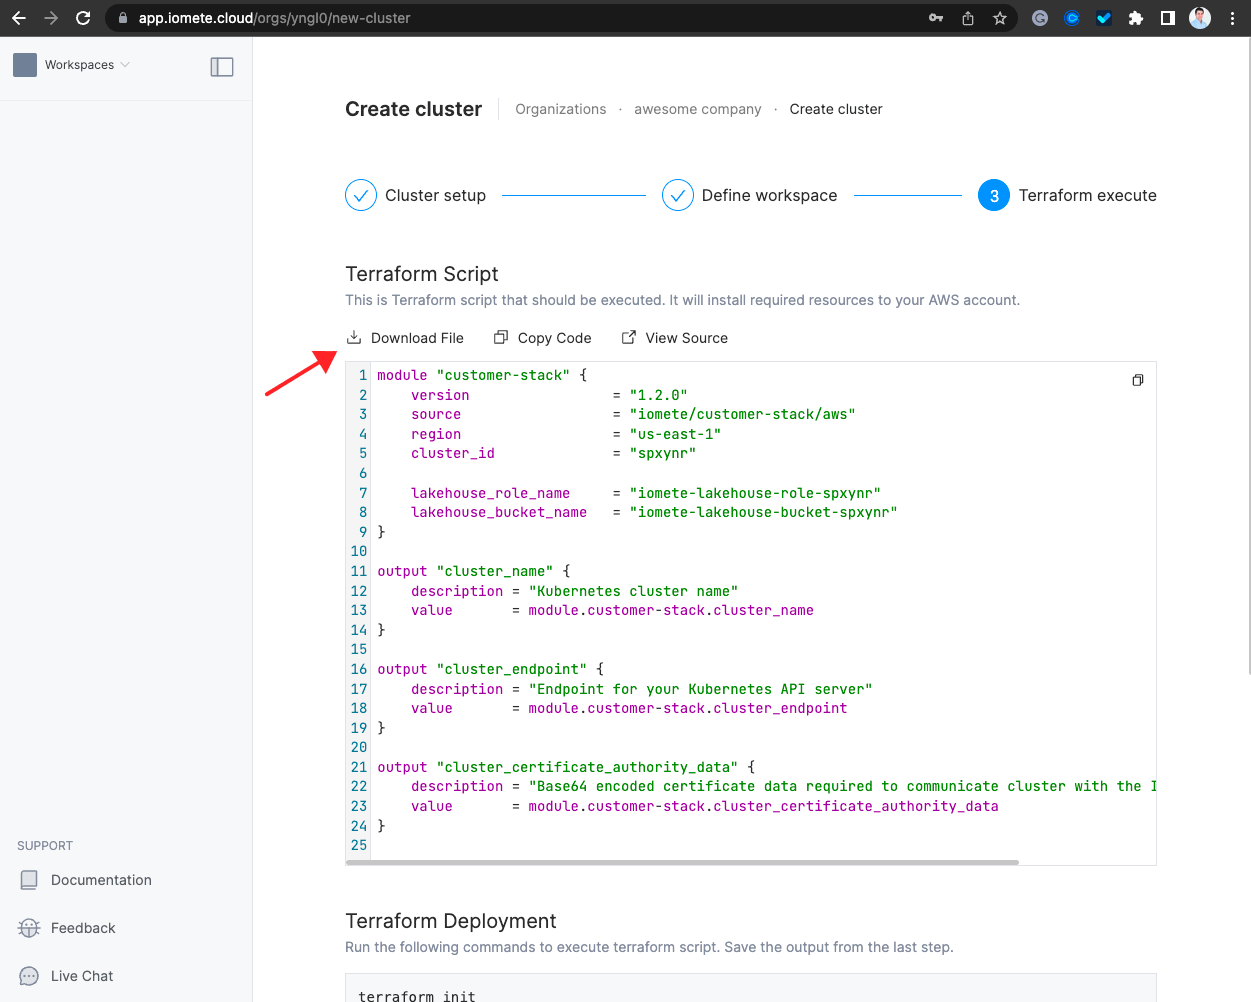 app.iomete.cloud/orgs/yngl0/new-cluster
Workspaces
Create cluster Organizations · awesome company · Create cluster
Cluster setup Define workspace 3 Terraform execute
Terraform Script
This is Terraform script that should be executed. It will install required resources to your AWS account.
Download File Copy Code View Source
1 module "customer-stack" {
2 version = "1.2.0"
3 source = "iomete/customer-stack/aws"
4 region = "us-east-1"
5 cluster_id = "spxynr"
6
7 lakehouse_role_name = "iomete-lakehouse-role-spxynr"
8 lakehouse_bucket_name = "iomete-lakehouse-bucket-spxynr"
9 }
10
11 output "cluster_name" {
12 description = "Kubernetes cluster name"
13 value = module.customer-stack.cluster_name
14 }
15
16 output "cluster_endpoint" {
17 description = "Endpoint for your Kubernetes API server"
18 value = module.customer-stack.cluster_endpoint
19 }
20
21 output "cluster_certificate_authority_data" {
22 description = "Base64 encoded certificate data required to communicate cluster with the I
23 value = module.customer-stack.cluster_certificate_authority_data
24 }
25
SUPPORT
Documentation
Feedback
Live Chat
Terraform Deployment
Run the following commands to execute terraform script. Save the output from the last step.
terraform init